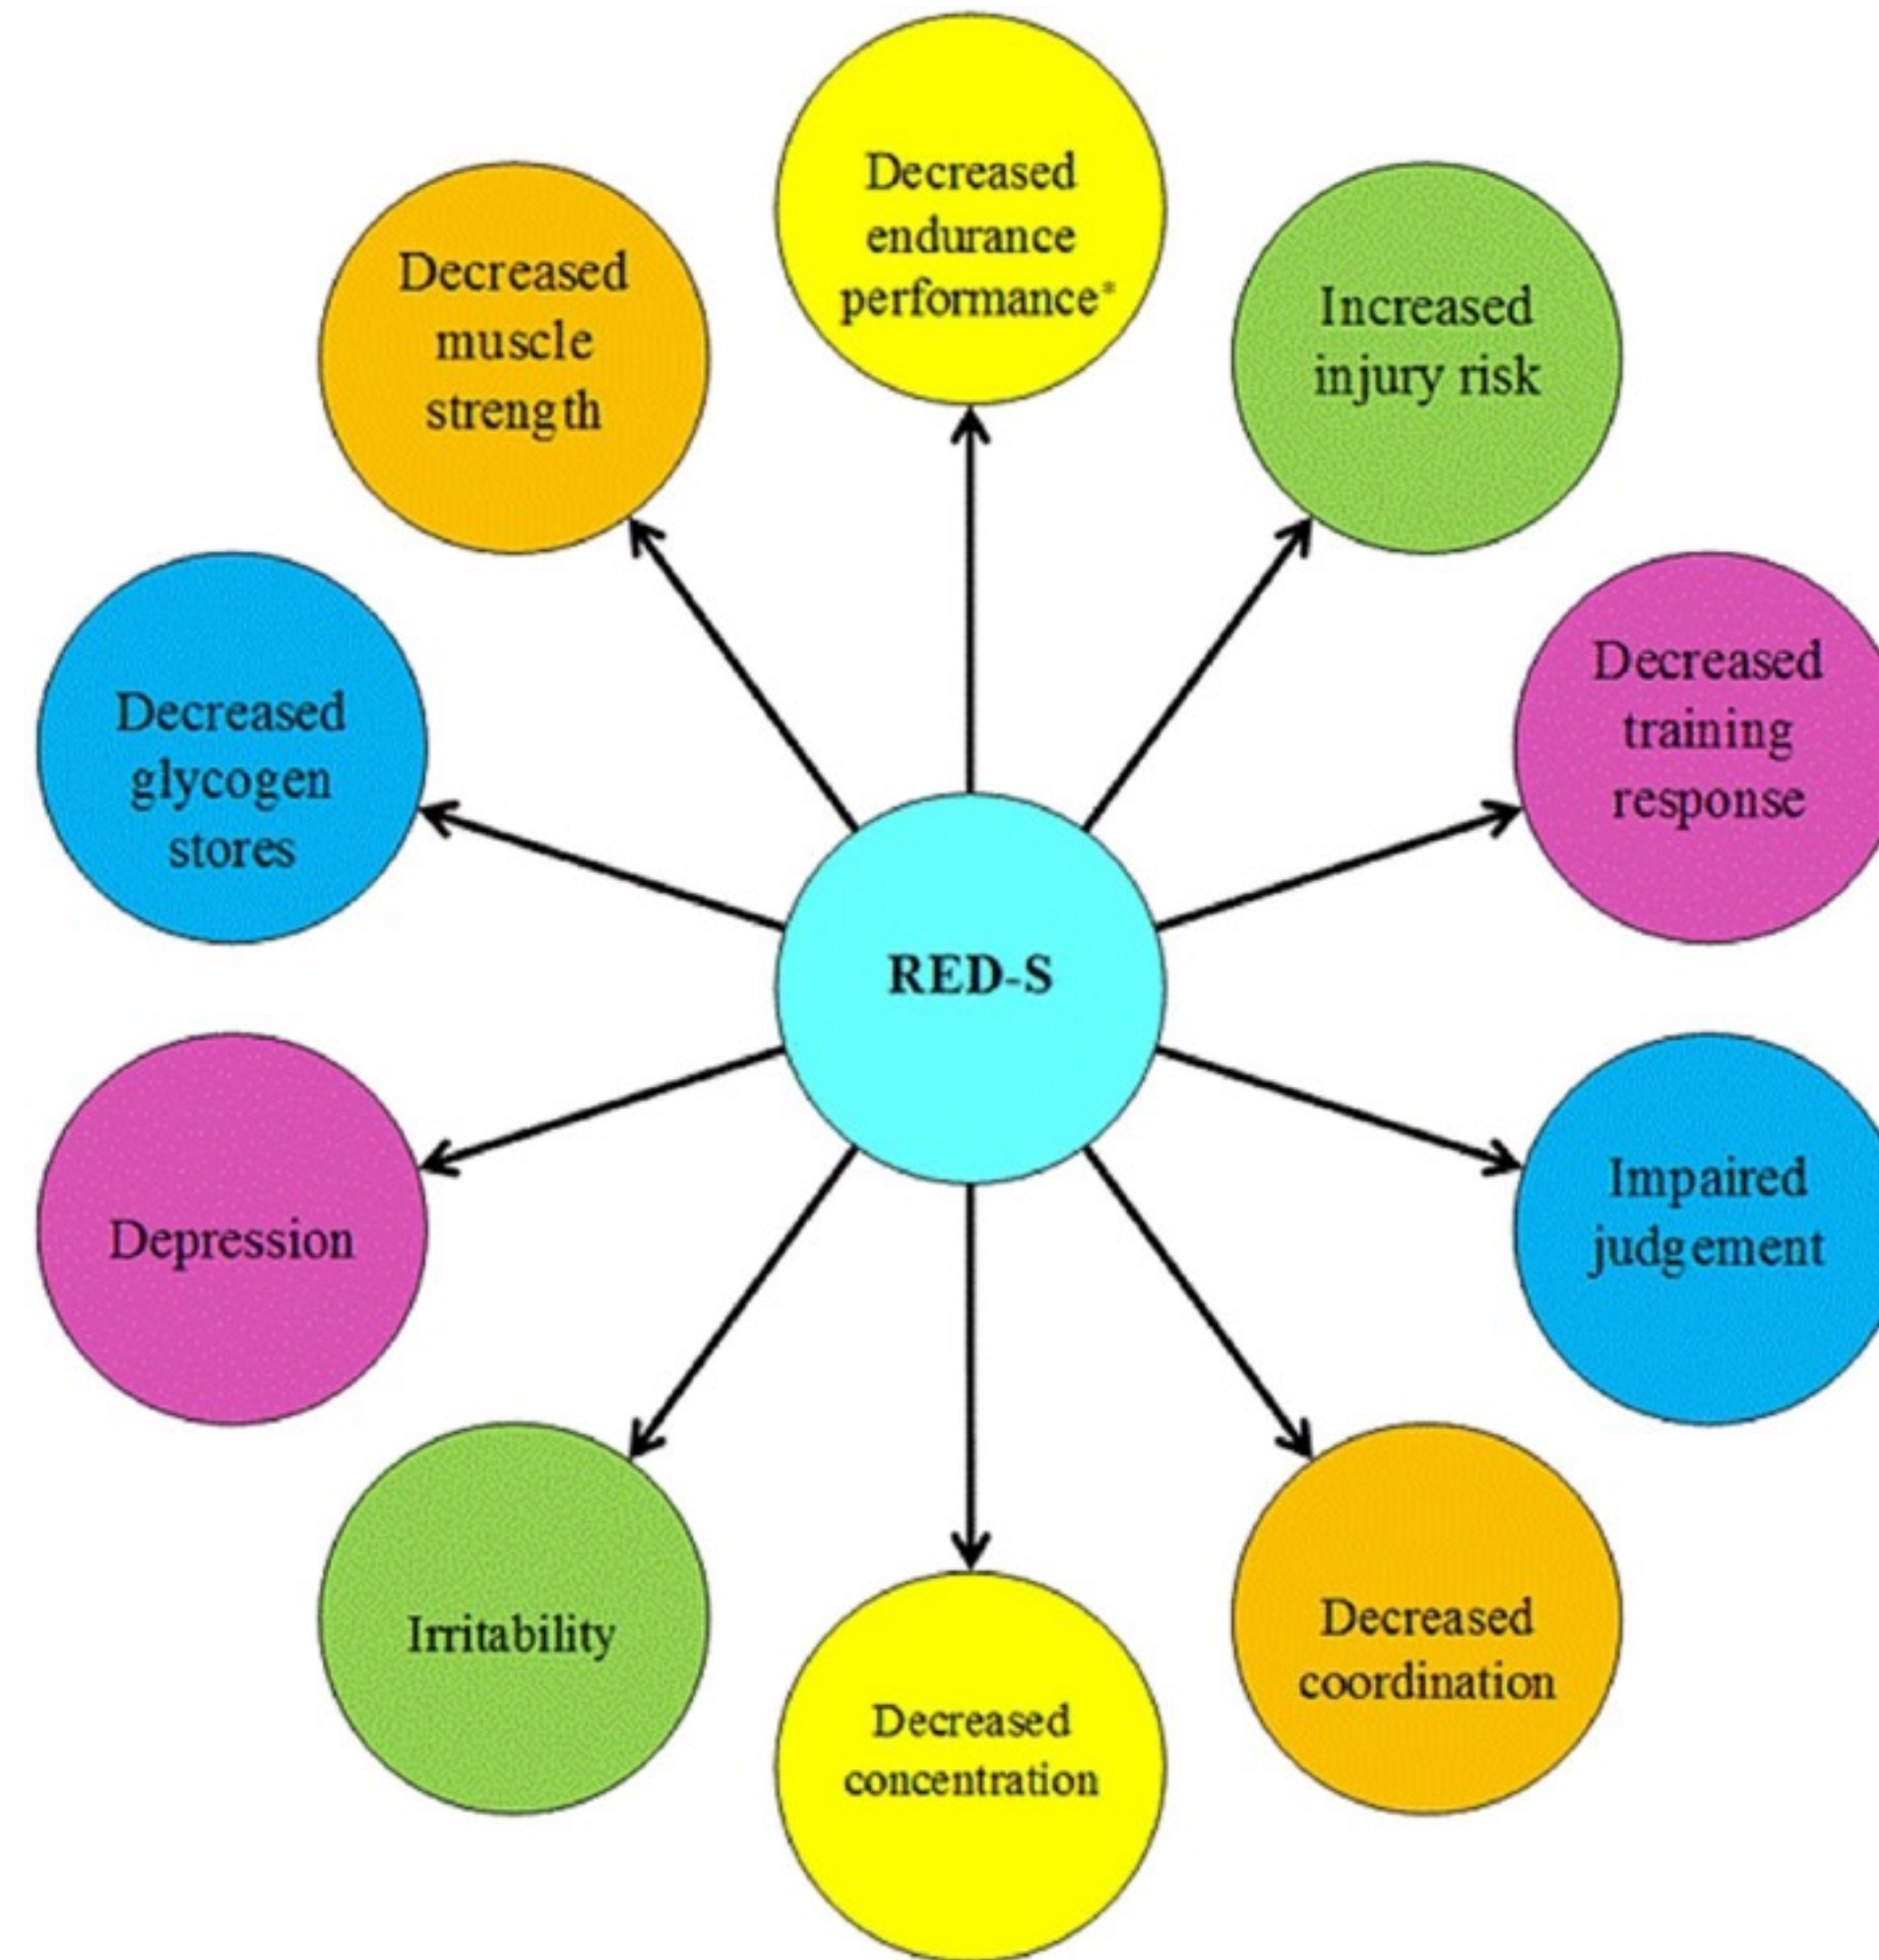 Decreased
endurance
performance*
Increased
injury risk
Decreased
training
response
Impaired
judgement
Decreased
coordination
Decreased
concentration
Irritability
Depression
Decreased
glycogen
stores
Decreased
muscle
strength
RED-S